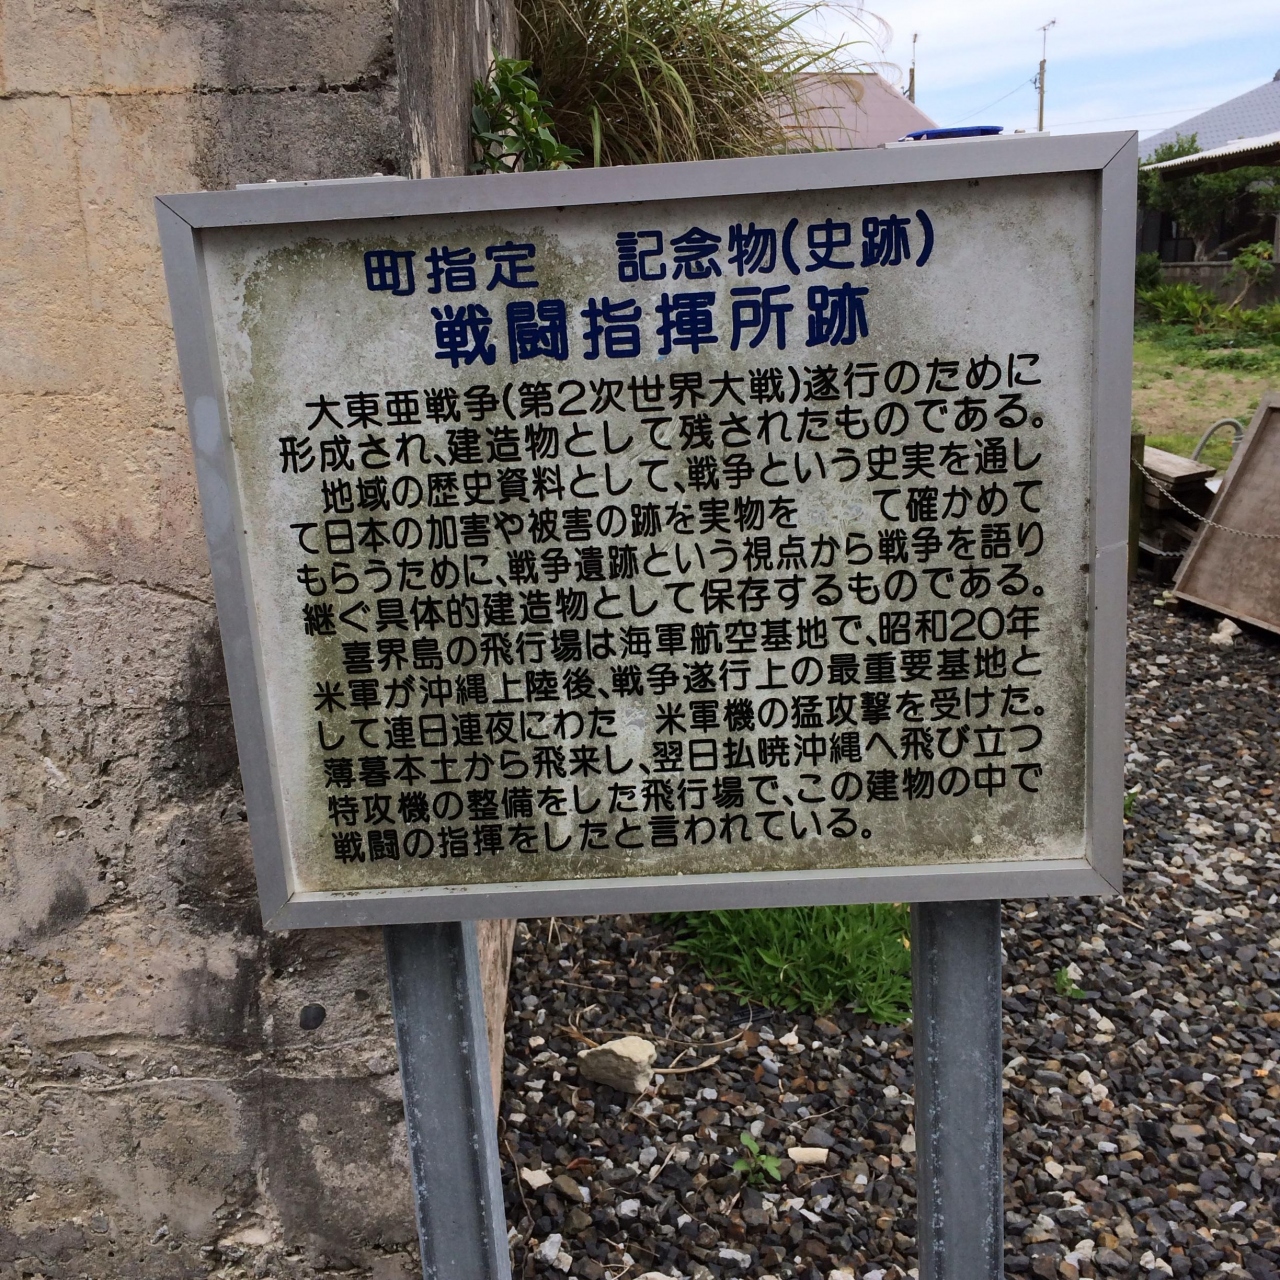 町指定　記念物(史跡)
戦闘指揮所跡
大東亜戦争(第2次世界大戦)遂行のために
形成され、建造物として残されたものである。
地域の歴史資料として、戦争という史実を通し
て日本の加害や被害の跡を実物を　　て確かめて
もらうために、戦争遺跡という視点から戦争を語り
継ぐ具体的建造物として保存するものである。
喜界島の飛行場は海軍航空基地で、昭和20年
米軍が沖縄上陸後、戦争遂行上の最重要基地と
して連日連夜にわた　米軍機の猛攻撃を受けた。
薄暮本土から飛来し、翌日払暁沖縄へ飛び立つ
特攻機の整備をした飛行場で、この建物の中で
戦闘の指揮をしたと言われている。